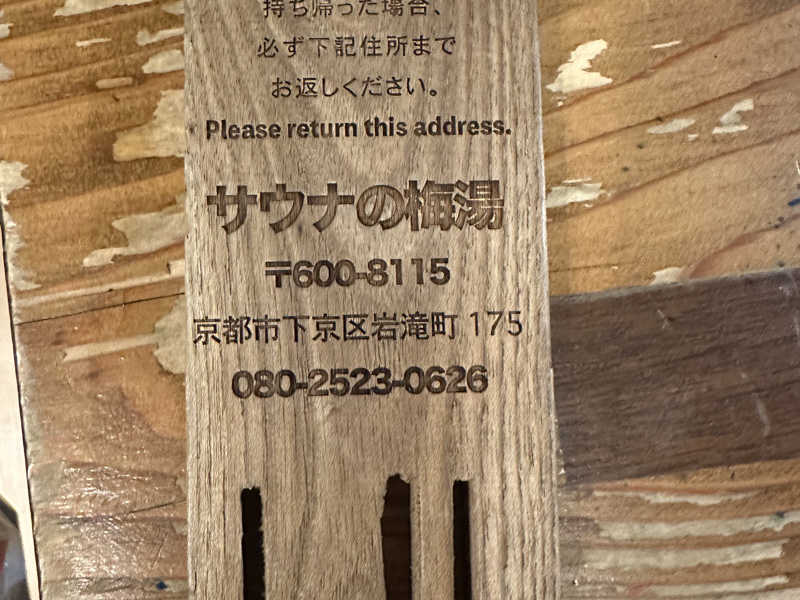 持ち帰った場合、
必ず下記住所まで
お返しください。
Please return this address.
サウナの梅湯
〒600-8115
京都市下京区岩滝町 175
080-2523-0626